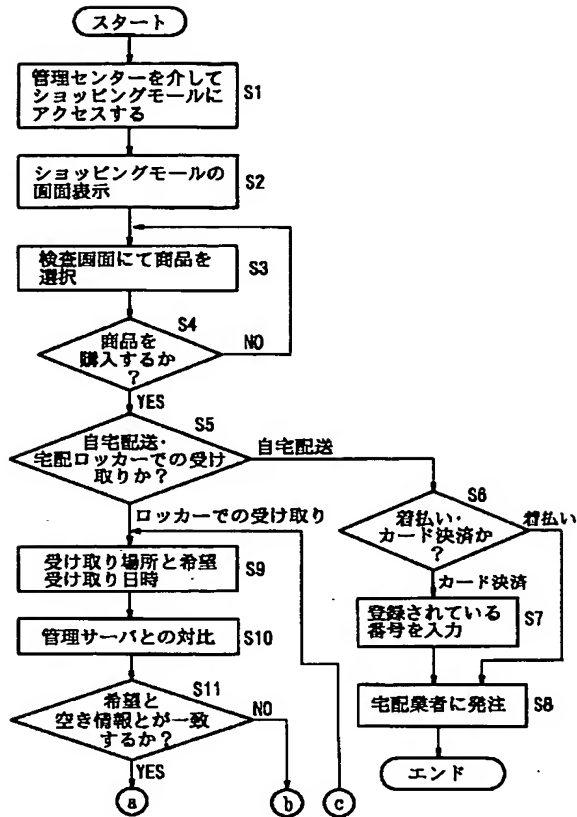 スタート
管理センターを介して
ショッピングモールに
アクセスする
S1
ショッピングモールの
画面表示
S2
検査画面にて商品を
選択
S3
S4
商品を
購入するか
?
NO
YES
S5
自宅配送・
宅配ロッカーでの受け
取りか?
自宅配送
ロッカーでの受け取り
S6
着払い・
カード決済か
?
着払い
カード決済
登録されている
番号を入力
S7
宅配業者に発注
S8
エンド
受け取り場所と希望
受け取り日時
S9
管理サーバとの対比
S10
S11
希望と
空き情報とが一致
するか?
NO
YES
a
b
c